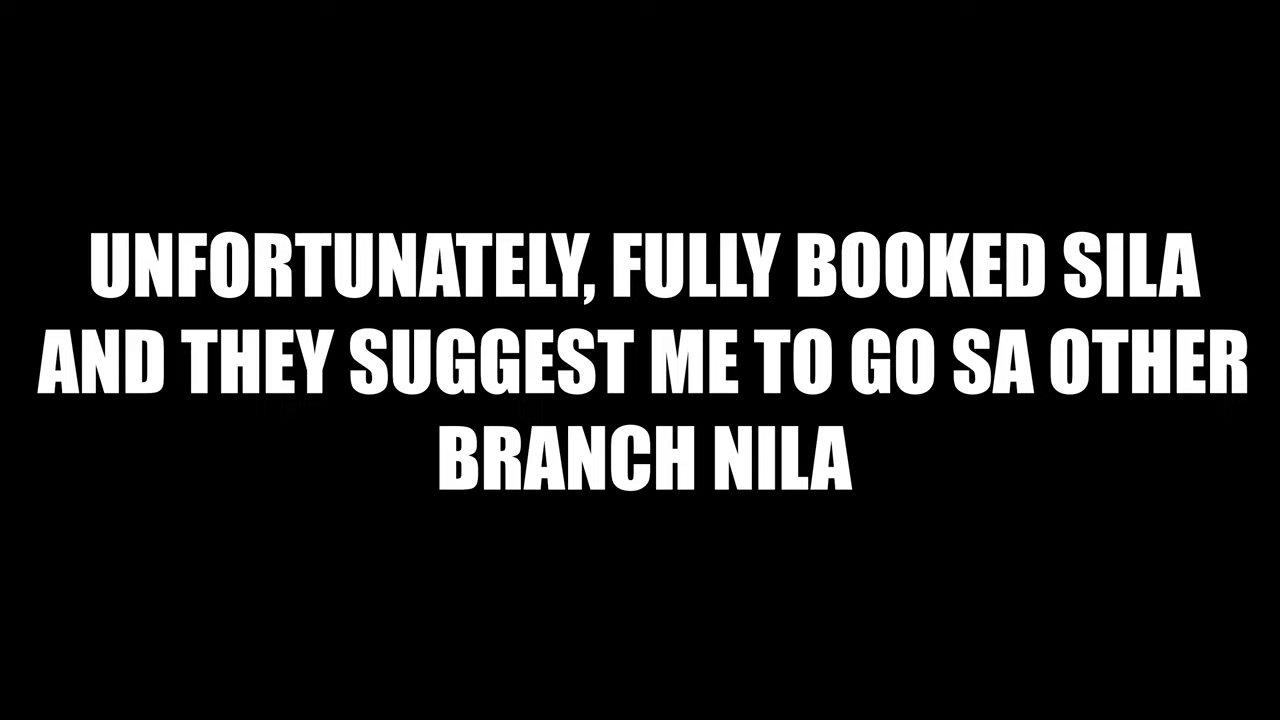 UNFORTUNATELY, FULLY BOOKED SILA
AND THEY SUGGEST ME TO GO SA OTHER
BRANCH NILA